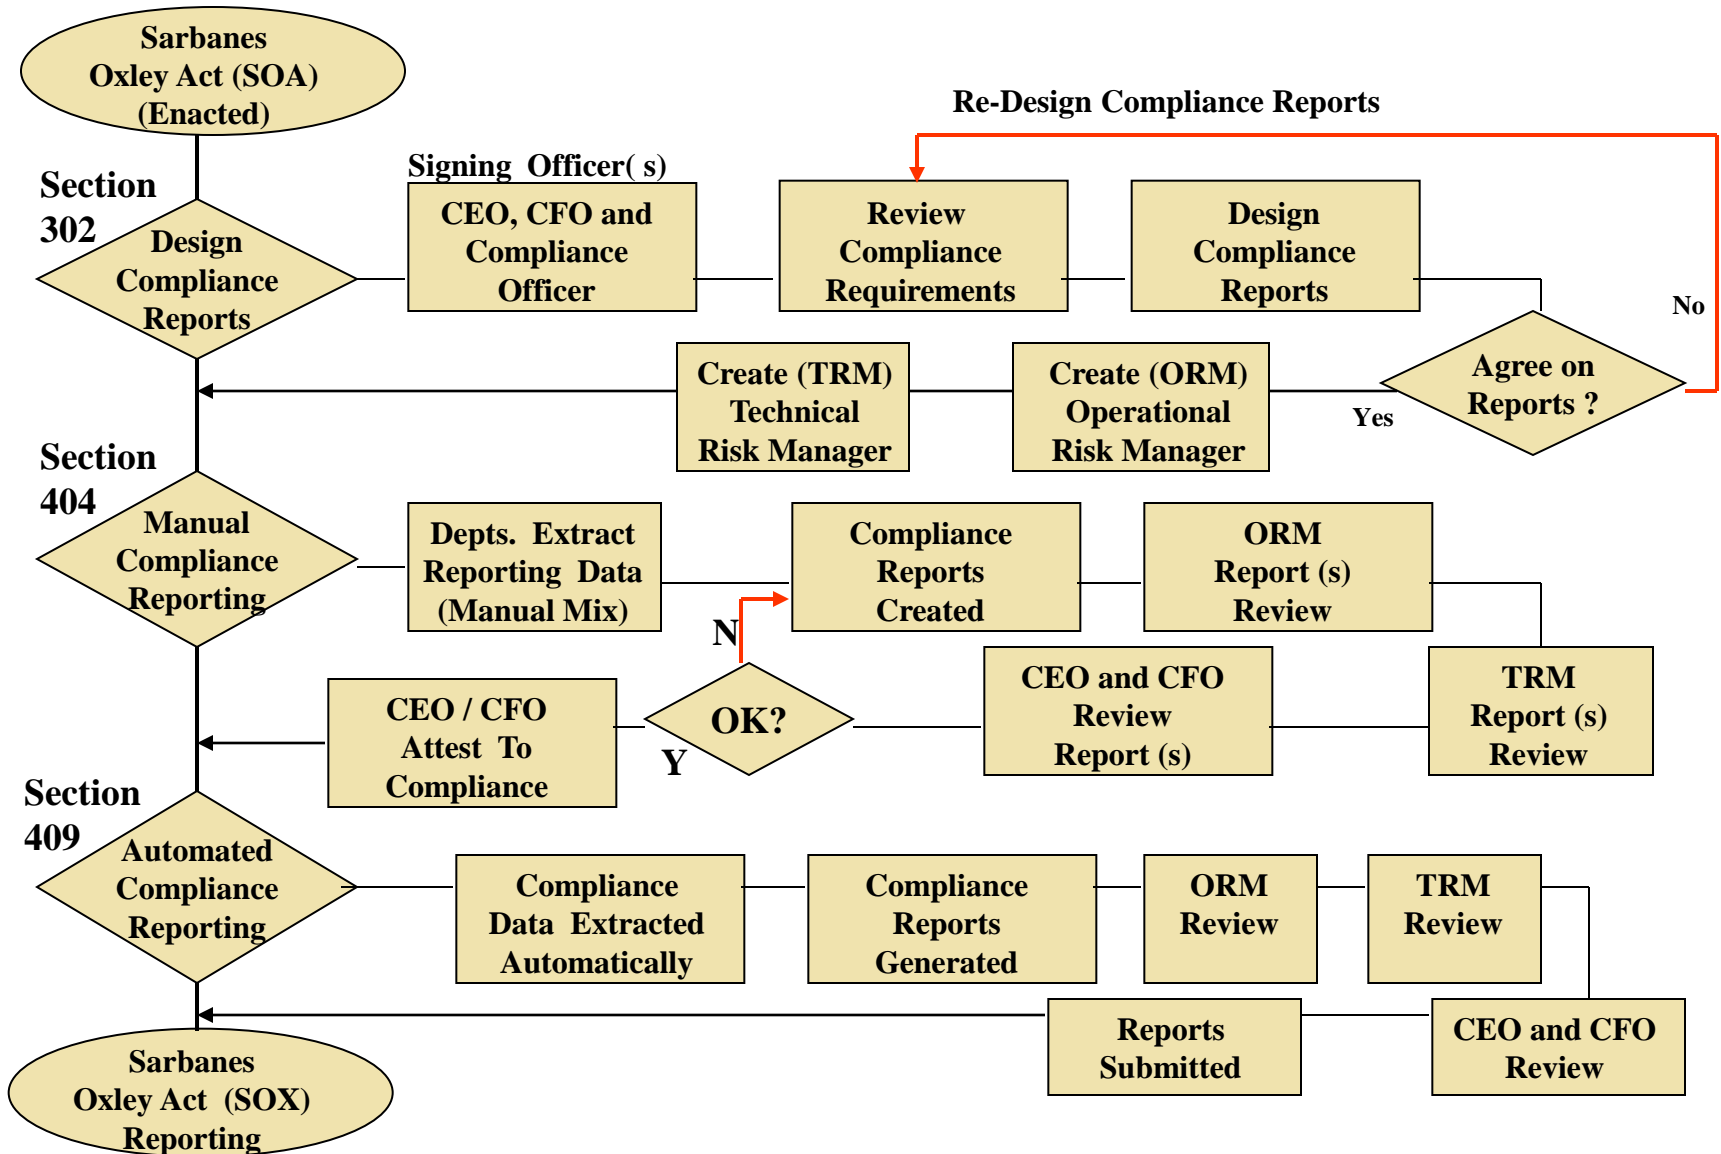 Sarbanes
Oxley Act (SOA)
(Enacted)
Re-Design Compliance Reports
Section
302
Design
Compliance
Reports
Signing Officer( s)
CEO, CFO and
Compliance
Officer
Review
Compliance
Requirements
Design
Compliance
Reports
No
Agree on
Reports ?
Yes
Create (ORM)
Operational
Risk Manager
Create (TRM)
Technical
Risk Manager
Section
404
Manual
Compliance
Reporting
Depts. Extract
Reporting Data
(Manual Mix)
Compliance
Reports
Created
ORM
Report (s)
Review
TRM
Report (s)
Review
CEO and CFO
Review
Report (s)
N
OK?
Y
CEO / CFO
Attest To
Compliance
Section
409
Automated
Compliance
Reporting
Compliance
Data Extracted
Automatically
Compliance
Reports
Generated
ORM
Review
TRM
Review
CEO and CFO
Review
Reports
Submitted
Sarbanes
Oxley Act (SOX)
Reporting